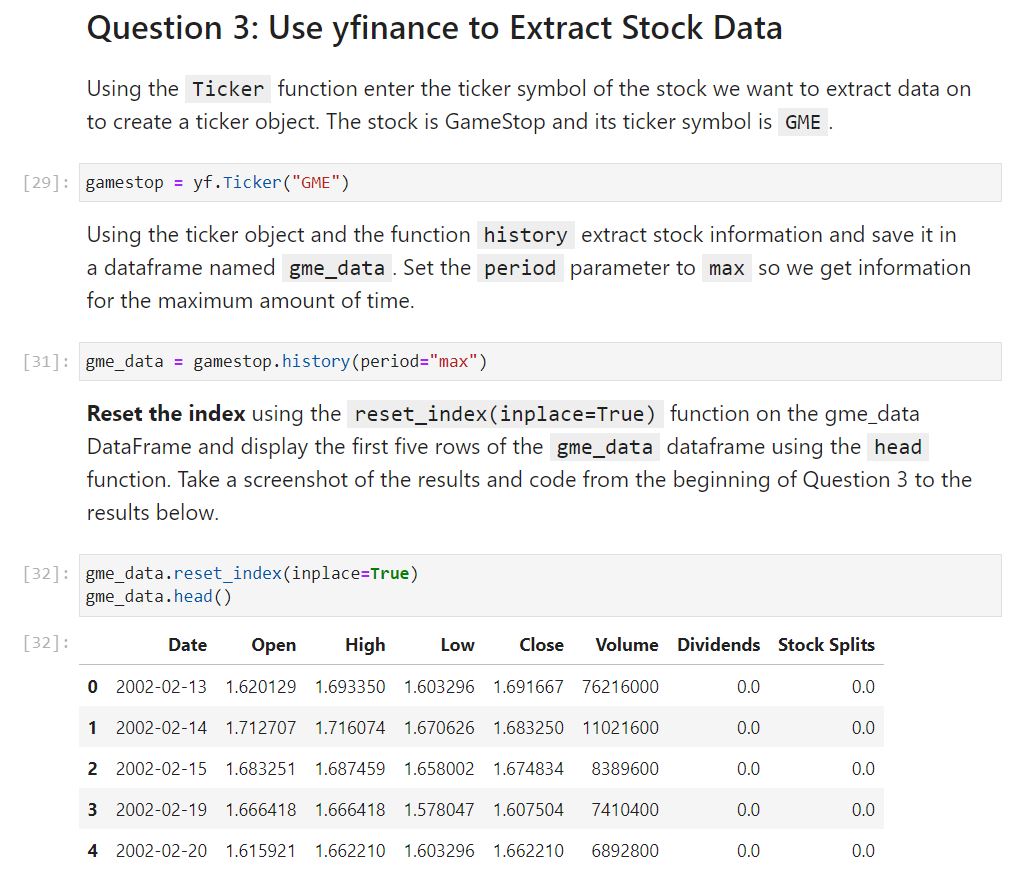 Question 3: Use yfinance to Extract Stock Data
Using the Ticker function enter the ticker symbol of the stock we want to extract data on
to create a ticker object. The stock is GameStop and its ticker symbol is GME .
[29]: gamestop = yf.Ticker("GME")
Using the ticker object and the function history extract stock information and save it in
a dataframe named gme_data . Set the period parameter to max so we get information
for the maximum amount of time.
[31]: gme_data = gamestop.history(period="max")
Reset the index using the reset_index(inplace=True) function on the gme_data
DataFrame and display the first five rows of the gme_data dataframe using the head
function. Take a screenshot of the results and code from the beginning of Question 3 to the
results below.
[32]: gme_data.reset_index(inplace=True)
gme_data.head()
[32]: Date Open High Low Close Volume Dividends Stock Splits
0 2002-02-13 1.620129 1.693350 1.603296 1.691667 76216000 0.0 0.0
1 2002-02-14 1.712707 1.716074 1.670626 1.683250 11021600 0.0 0.0
2 2002-02-15 1.683251 1.687459 1.658002 1.674834 8389600 0.0 0.0
3 2002-02-19 1.666418 1.666418 1.578047 1.607504 7410400 0.0 0.0
4 2002-02-20 1.615921 1.662210 1.603296 1.662210 6892800 0.0 0.0